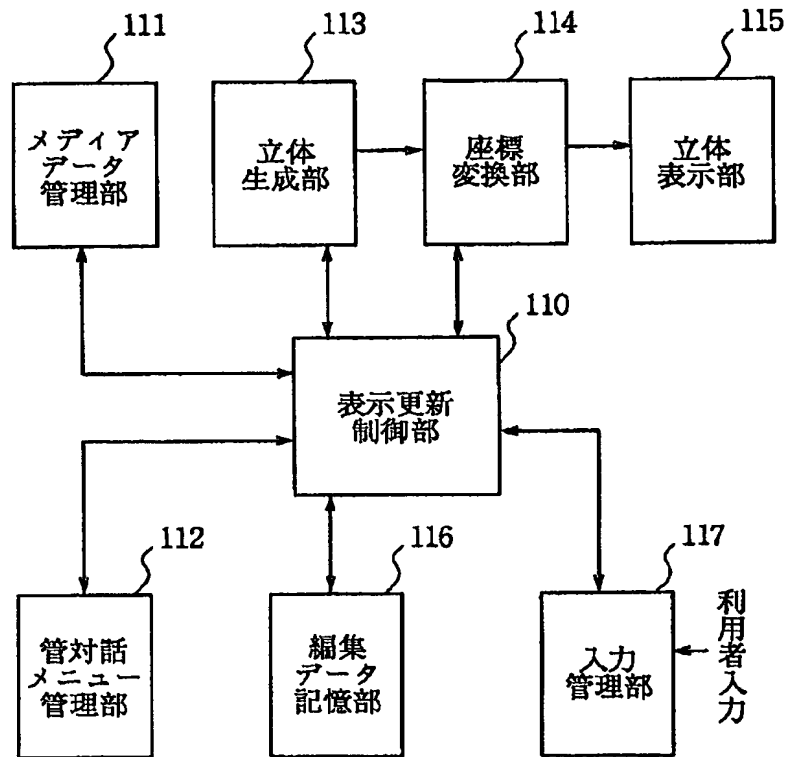 111
113
114
115
メディア
データ
管理部
立体
生成部
座標
変換部
立体
表示部
110
表示更新
制御部
112
116
117
管対話
メニュー
管理部
編集
データ
記憶部
入力
管理部
利用者入力